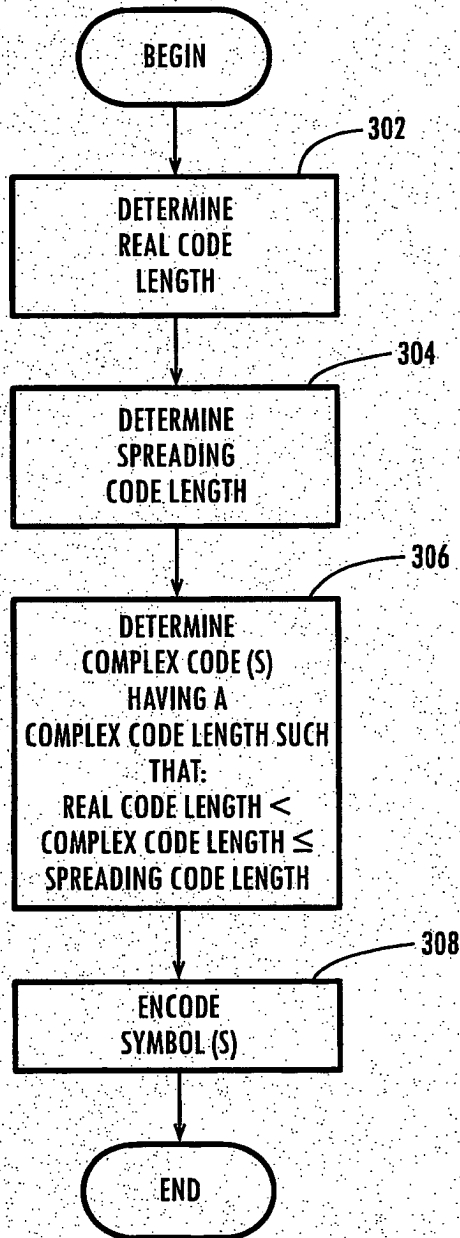 BEGIN
302
DETERMINE
REAL CODE
LENGTH
304
DETERMINE
SPREADING
CODE LENGTH
306
DETERMINE
COMPLEX CODE (S)
HAVING A
COMPLEX CODE LENGTH SUCH
THAT:
REAL CODE LENGTH <
COMPLEX CODE LENGTH ≤
SPREADING CODE LENGTH
308
ENCODE
SYMBOL (S)
END